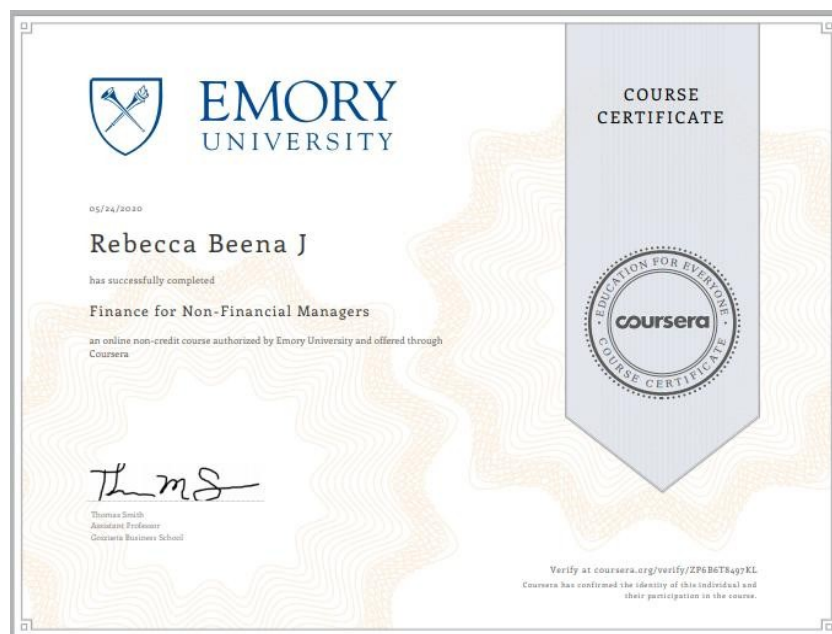 EMORY
UNIVERSITY
COURSE
CERTIFICATE
05/24/2020
Rebecca Beena J
has successfully completed
Finance for Non-Financial Managers
an online non-credit course authorized by Emory University and offered through
Coursera
EDUCATION FOR EVERYONE
coursera
COURSE CERTIFICATE
Thomas Smith
Assistant Professor
Goizueta Business School
Verify at coursera.org/verify/ZP6B6T8497KL
Coursera has confirmed the identity of this individual and
their participation in the course.